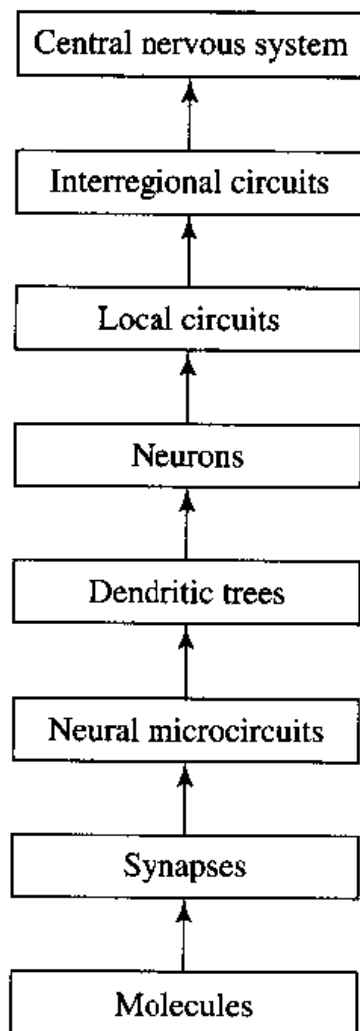 Central nervous system
Interregional circuits
Local circuits
Neurons
Dendritic trees
Neural microcircuits
Synapses
Molecules